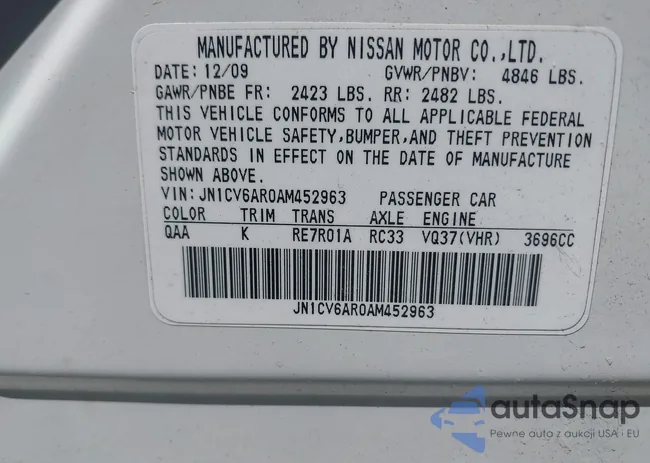 MANUFACTURED BY NISSAN MOTOR CO.,LTD.
DATE: 12/09 GVWR/PNBV: 4846 LBS.
GAWR/PNBE FR: 2423 LBS. RR: 2482 LBS.
THIS VEHICLE CONFORMS TO ALL APPLICABLE FEDERAL
MOTOR VEHICLE SAFETY,BUMPER,AND THEFT PREVENTION
STANDARDS IN EFFECT ON THE DATE OF MANUFACTURE
SHOWN ABOVE.
VIN:JN1CV6AR0AM452963 PASSENGER CAR
COLOR TRIM TRANS AXLE ENGINE
QAA K RE7R01A RC33 VQ37(VHR) 3696CC
JN1CV6AR0AM452963
autaSnap
Pewne auta z aukcji USA i EU